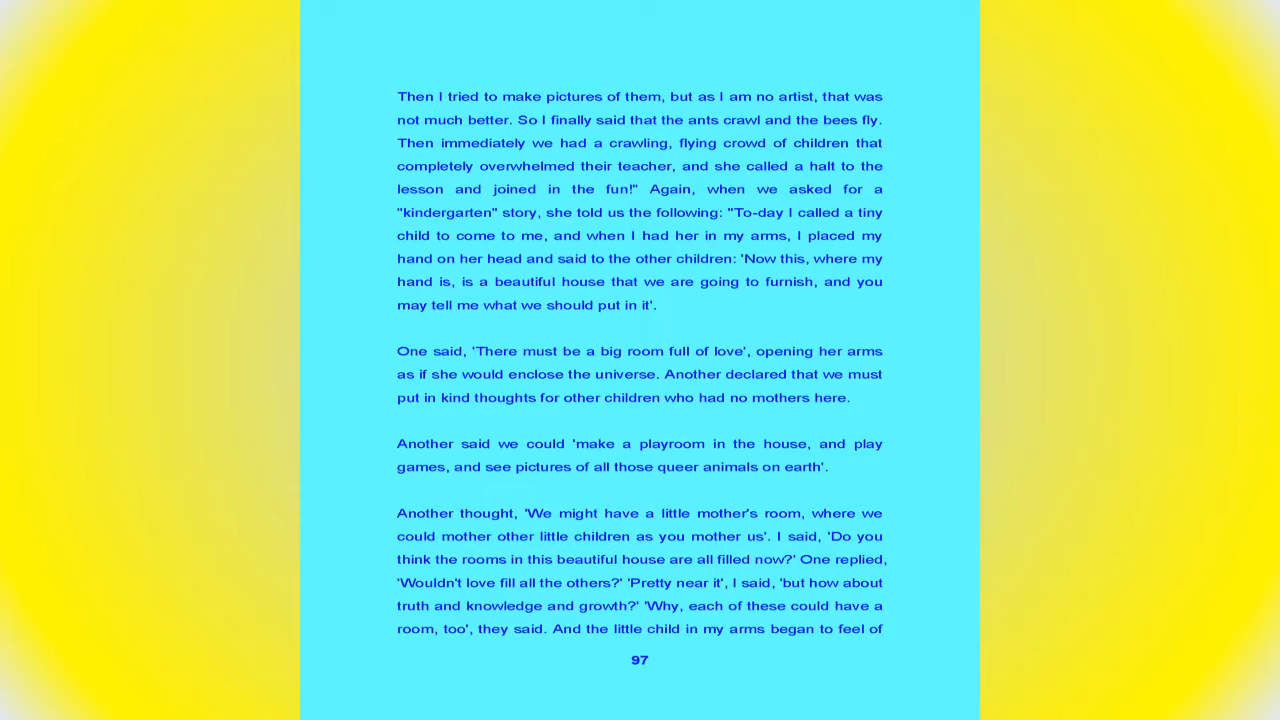 Then I tried to make pictures of them, but as I am no artist, that was
not much better. So I finally said that the ants crawl and the bees fly.
Then immediately we had a crawling, flying crowd of children that
completely overwhelmed their teacher, and she called a halt to the
lesson and joined in the fun!" Again, when we asked for a
"kindergarten" story, she told us the following: "To-day I called a tiny
child to come to me, and when I had her in my arms, I placed my
hand on her head and said to the other children: 'Now this, where my
hand is, is a beautiful house that we are going to furnish, and you
may tell me what we should put in it'.
One said, 'There must be a big room full of love', opening her arms
as if she would enclose the universe. Another declared that we must
put in kind thoughts for other children who had no mothers here.
Another said we could 'make a playroom in the house, and play
games, and see pictures of all those queer animals on earth'.
Another thought, 'We might have a little mother's room, where we
could mother other little children as you mother us'. I said, 'Do you
think the rooms in this beautiful house are all filled now?' One replied,
'Wouldn't love fill all the others?' 'Pretty near it', I said, 'but how about
truth and knowledge and growth?' 'Why, each of these could have a
room, too', they said. And the little child in my arms began to feel of
97